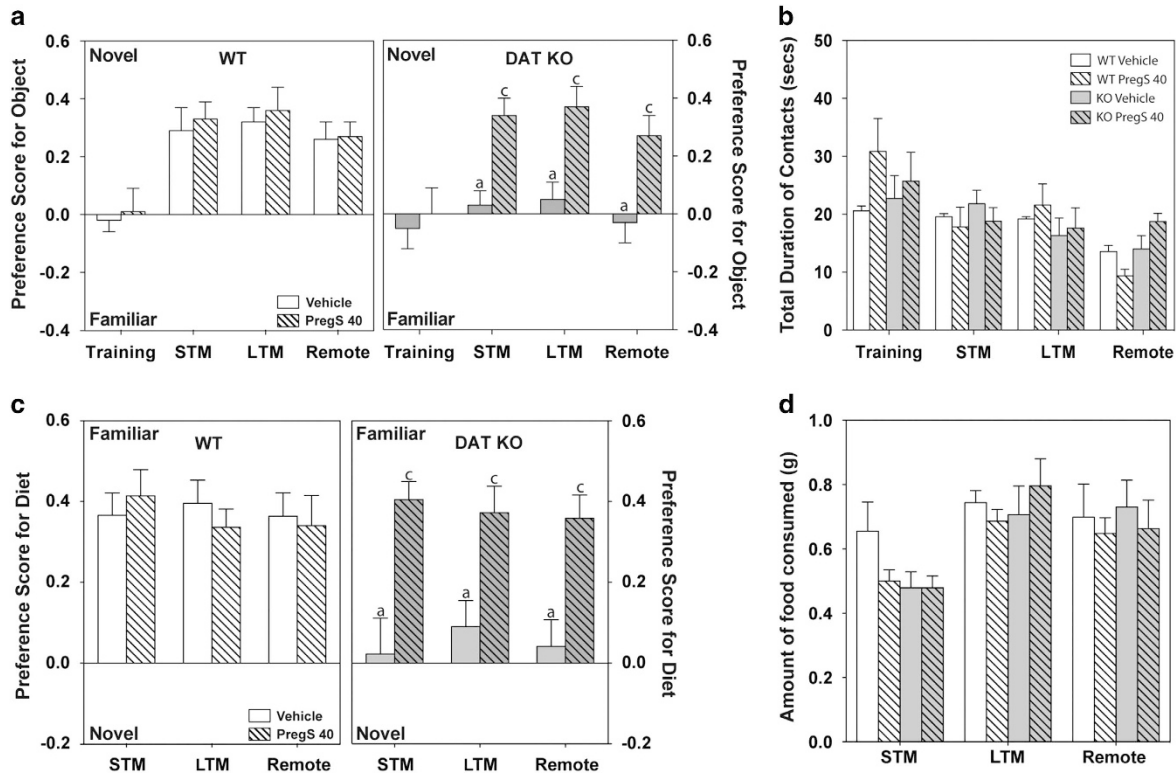 a
Preference Score for Object
0.6
0.4
0.2
0.0
-0.2
-0.4
Novel
WT
Familiar
Vehicle
PregS 40
Training STM LTM Remote
Novel
DAT KO
a
c
a
c
a
c
Familiar
Training STM LTM Remote
0.6
0.4
0.2
0.0
-0.2
-0.4
Preference Score for Object
b
Total Duration of Contacts (secs)
50
40
30
20
10
0
WT Vehicle
WT PregS 40
KO Vehicle
KO PregS 40
Training STM LTM Remote
c
Preference Score for Diet
0.6
0.4
0.2
0.0
-0.2
Familiar
WT
Novel
Vehicle
PregS 40
STM LTM Remote
Familiar
DAT KO
a
c
a
c
a
c
Novel
STM LTM Remote
0.6
0.4
0.2
0.0
-0.2
Preference Score for Diet
d
Amount of food consumed (g)
1.0
0.8
0.6
0.4
0.2
0.0
STM LTM Remote